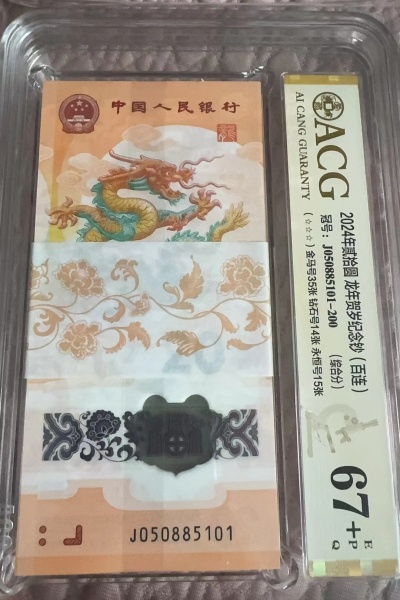 中国人民银行
J050885101
ACG
AI CANG GUARANTY
2024年贰拾圆 龙年贺岁纪念钞（百连）
冠号：J050885101-200 （综合分）
（☆☆☆）金马号35张 钻石号14张 永恒号15张
67+ E
P
Q